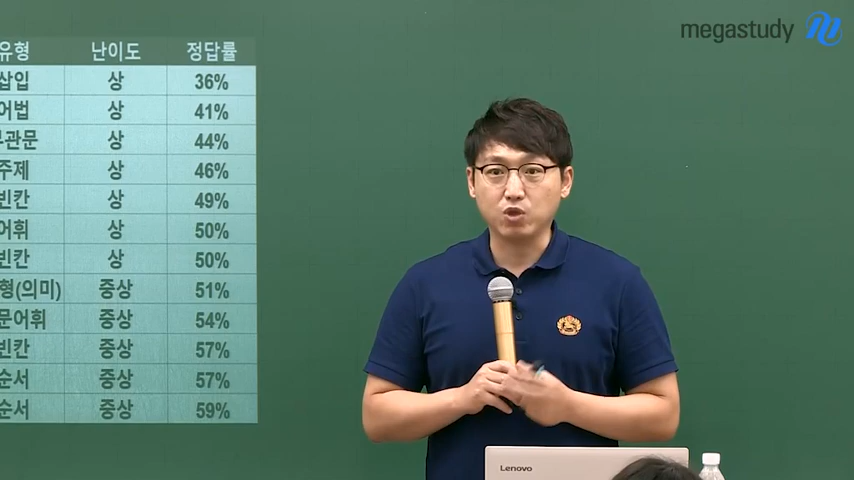 megastudy
유형 난이도 정답률
삽입 상 36%
어법 상 41%
무관문 상 44%
주제 상 46%
빈칸 상 49%
어휘 상 50%
빈칸 상 50%
형(의미) 중상 51%
문어휘 중상 54%
빈칸 중상 57%
순서 중상 57%
순서 중상 59%
Lenovo